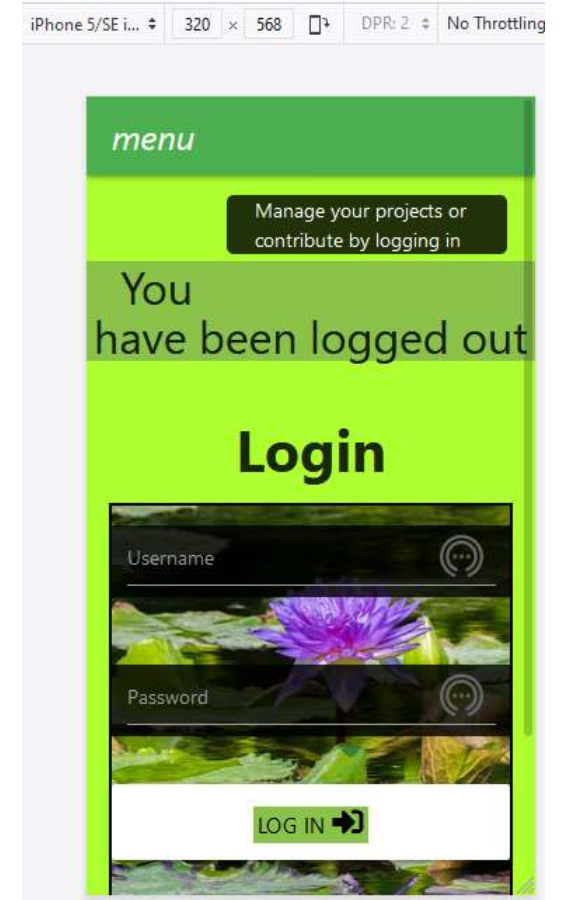 iPhone 5/SE i... 320 × 568 DPR: 2 No Throttling
menu
Manage your projects or
contribute by logging in
You
have been logged out
Login
Username
Password
LOG IN